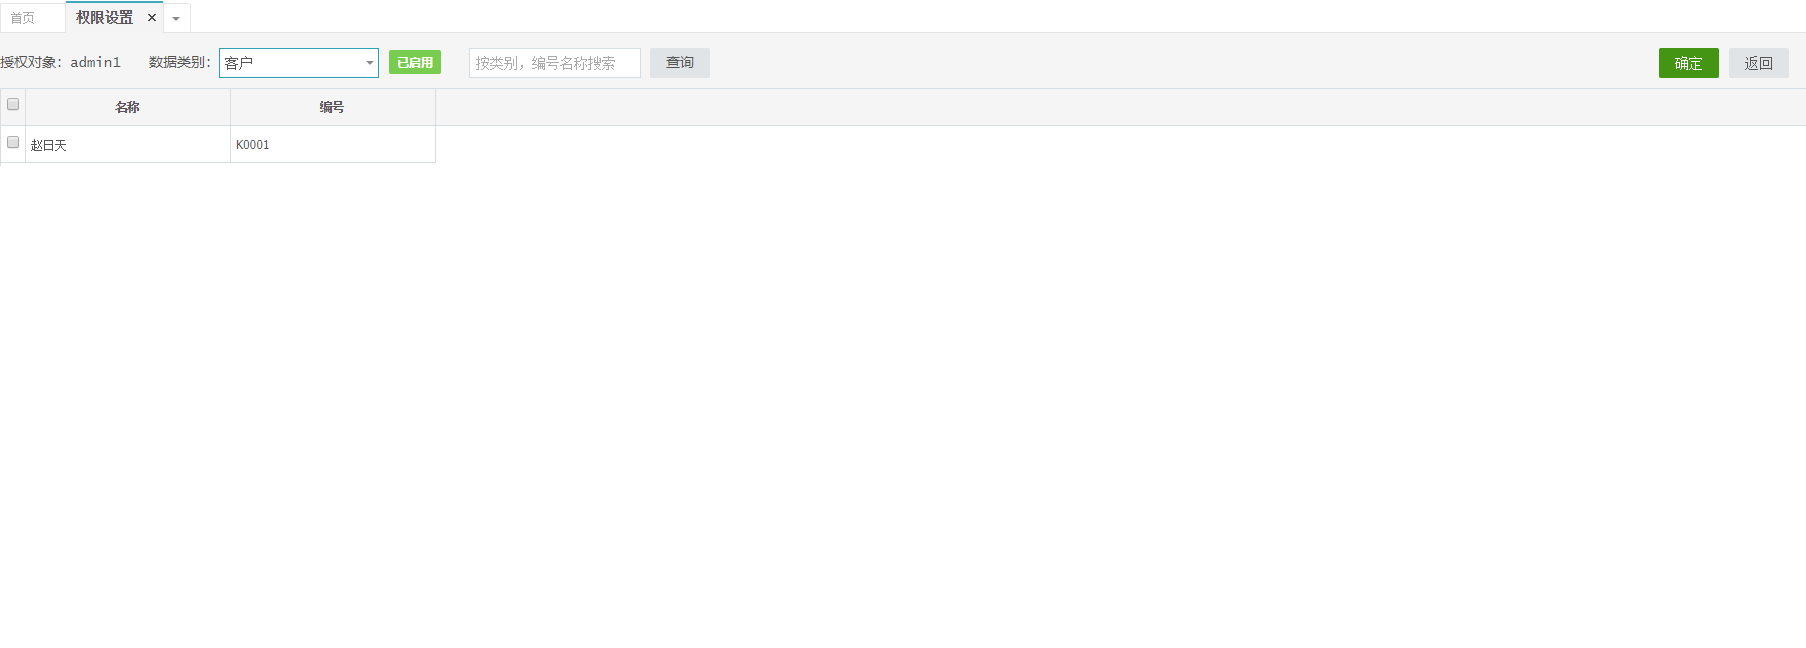 首页 权限设置 ×
授权对象: admin1 数据类别: 客户 已启用 按类别, 编号名称搜索 查询 确定 返回
名称 编号
赵日天 K0001